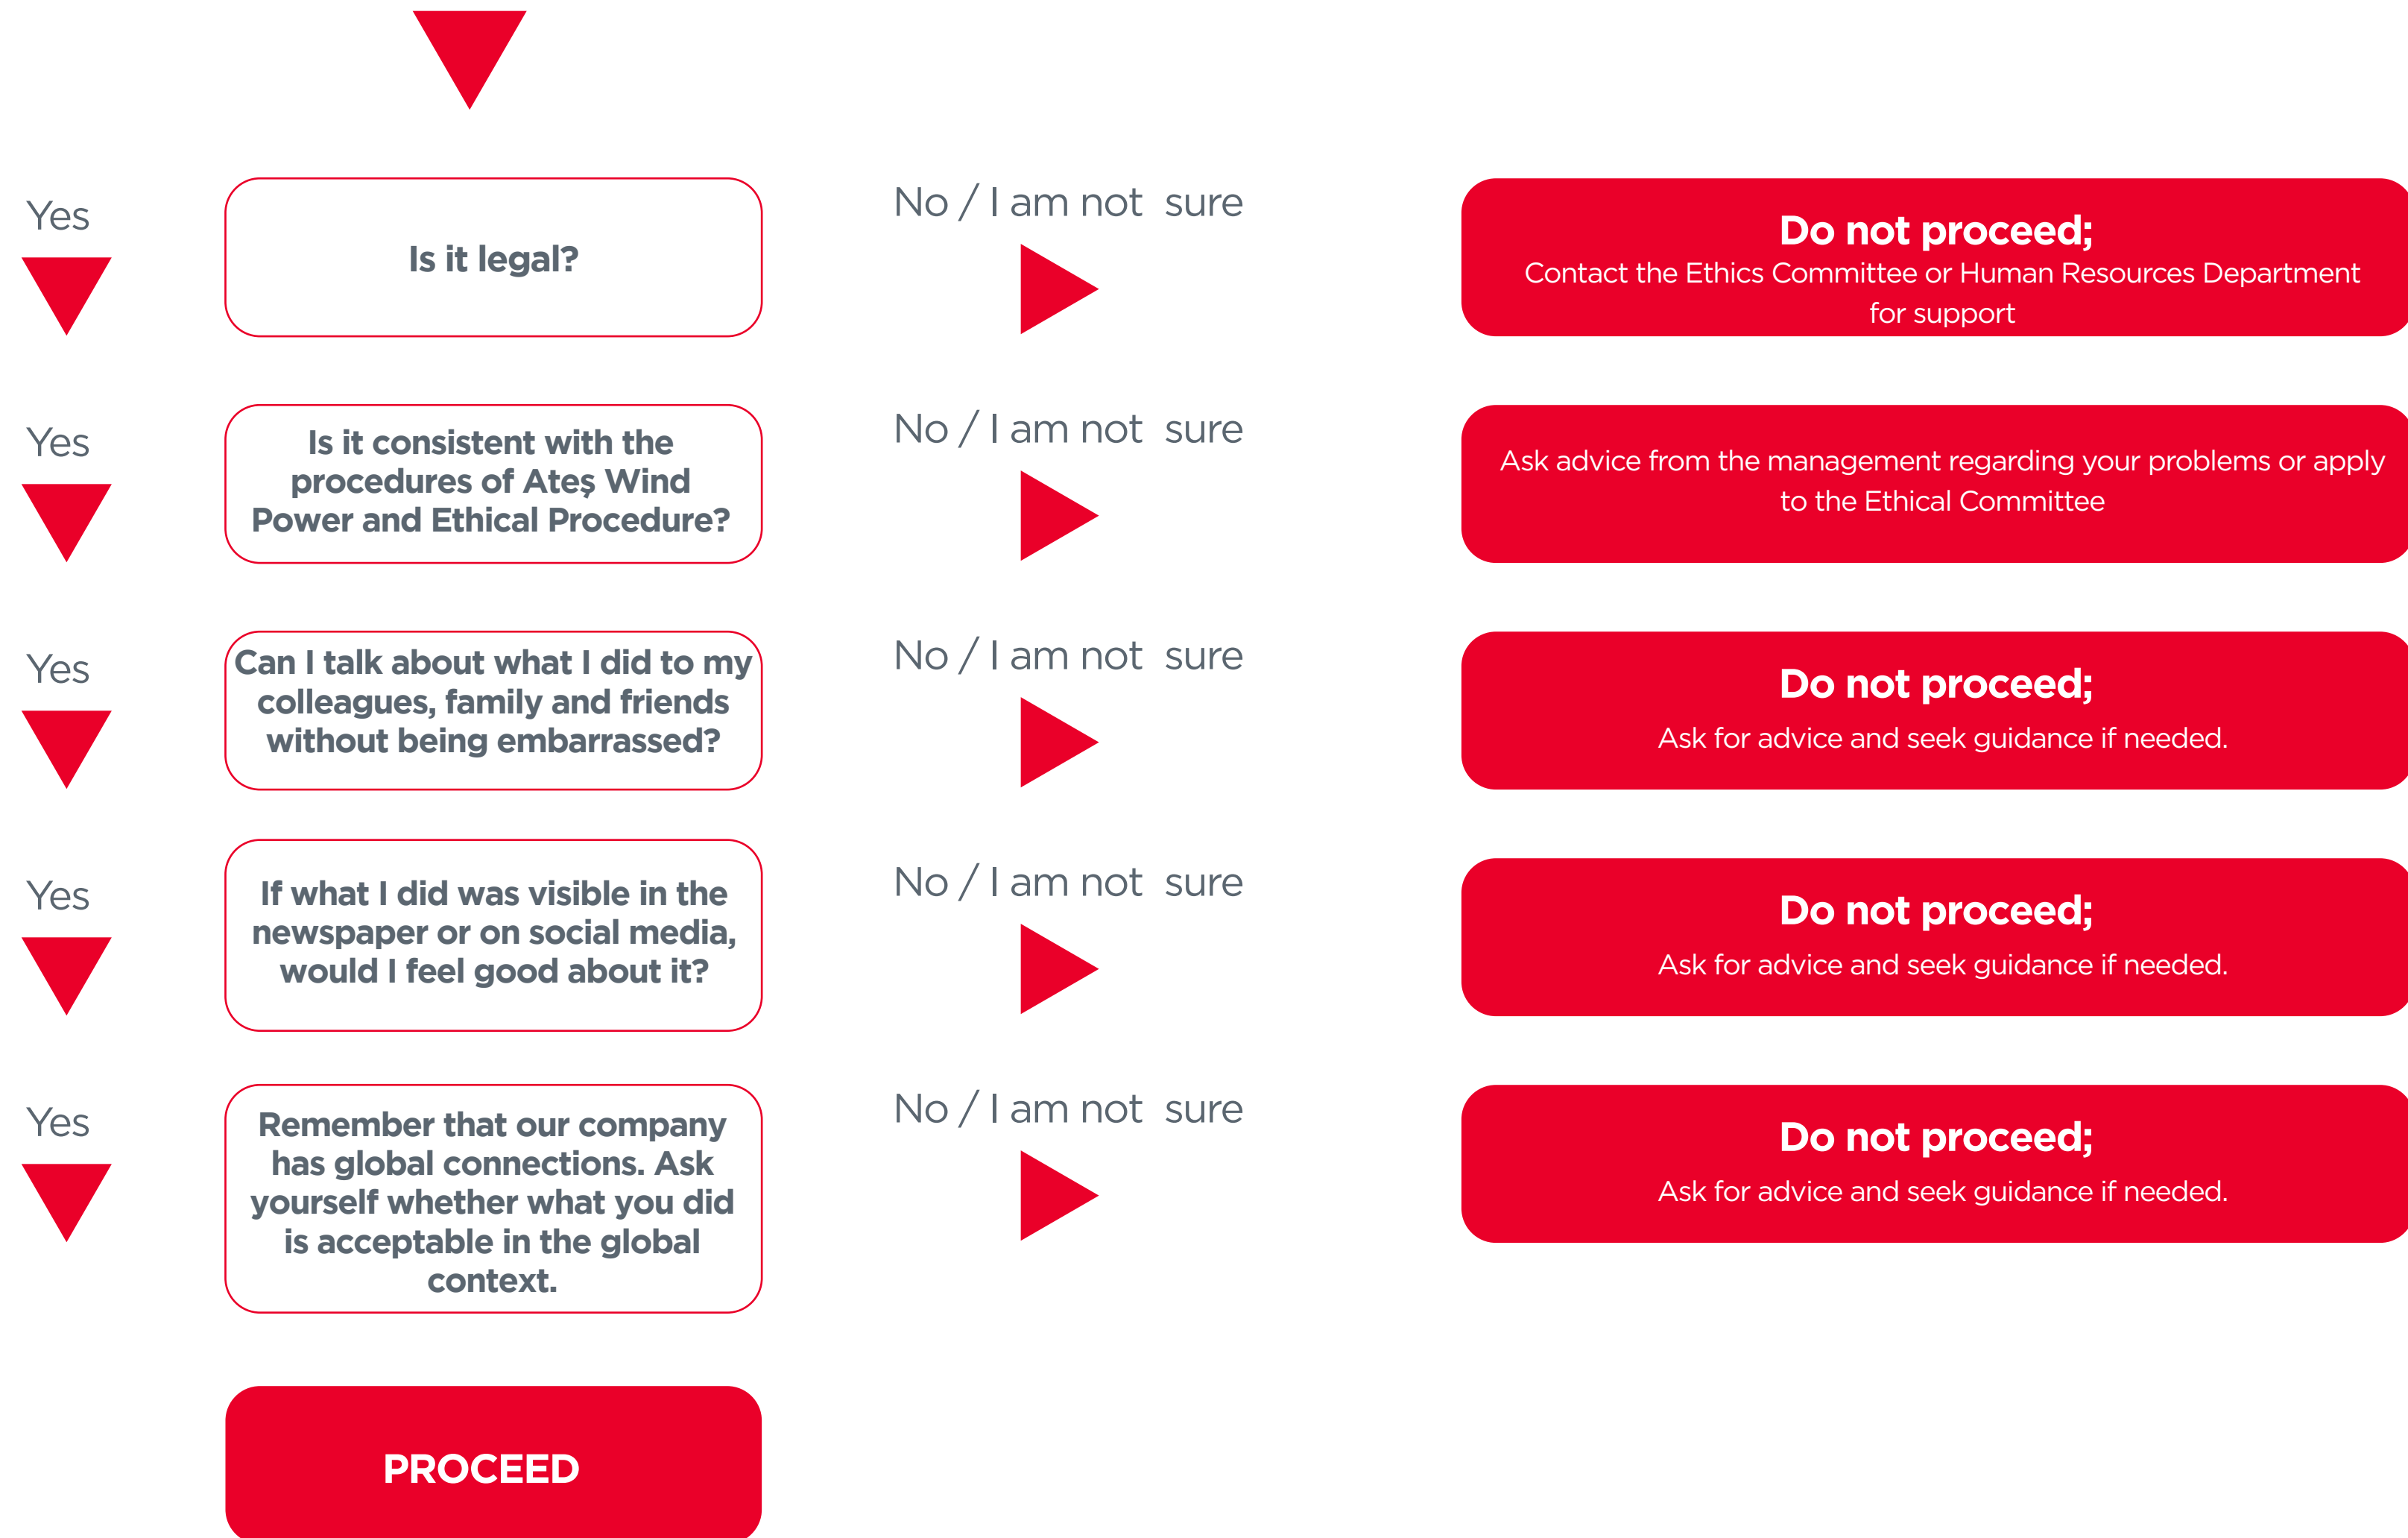 Yes
Is it legal?
No / I am not sure
Do not proceed;
Contact the Ethics Committee or Human Resources Department
for support
Yes
Is it consistent with the
procedures of Ateş Wind
Power and Ethical Procedure?
No / I am not sure
Ask advice from the management regarding your problems or apply
to the Ethical Committee
Yes
Can I talk about what I did to my
colleagues, family and friends
without being embarrassed?
No / I am not sure
Do not proceed;
Ask for advice and seek guidance if needed.
Yes
If what I did was visible in the
newspaper or on social media,
would I feel good about it?
No / I am not sure
Do not proceed;
Ask for advice and seek guidance if needed.
Yes
Remember that our company
has global connections. Ask
yourself whether what you did
is acceptable in the global
context.
No / I am not sure
Do not proceed;
Ask for advice and seek guidance if needed.
PROCEED